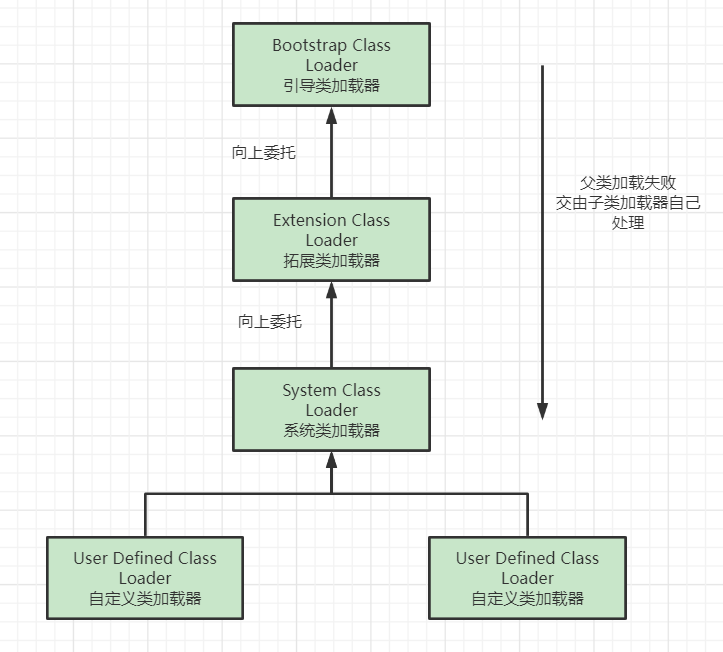 Bootstrap Class
Loader
引导类加载器
向上委托
父类加载失败
交由子类加载器自己
处理
Extension Class
Loader
拓展类加载器
向上委托
System Class
Loader
系统类加载器
User Defined Class
Loader
自定义类加载器
User Defined Class
Loader
自定义类加载器